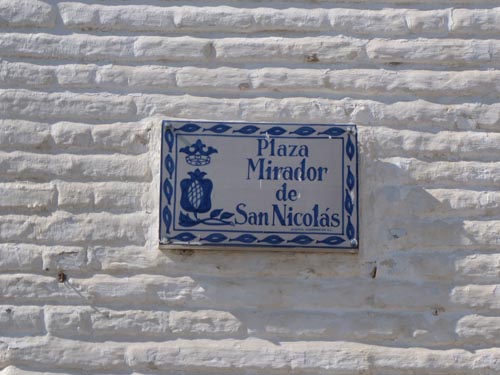 Plaza
Mirador
de
San Nicolás